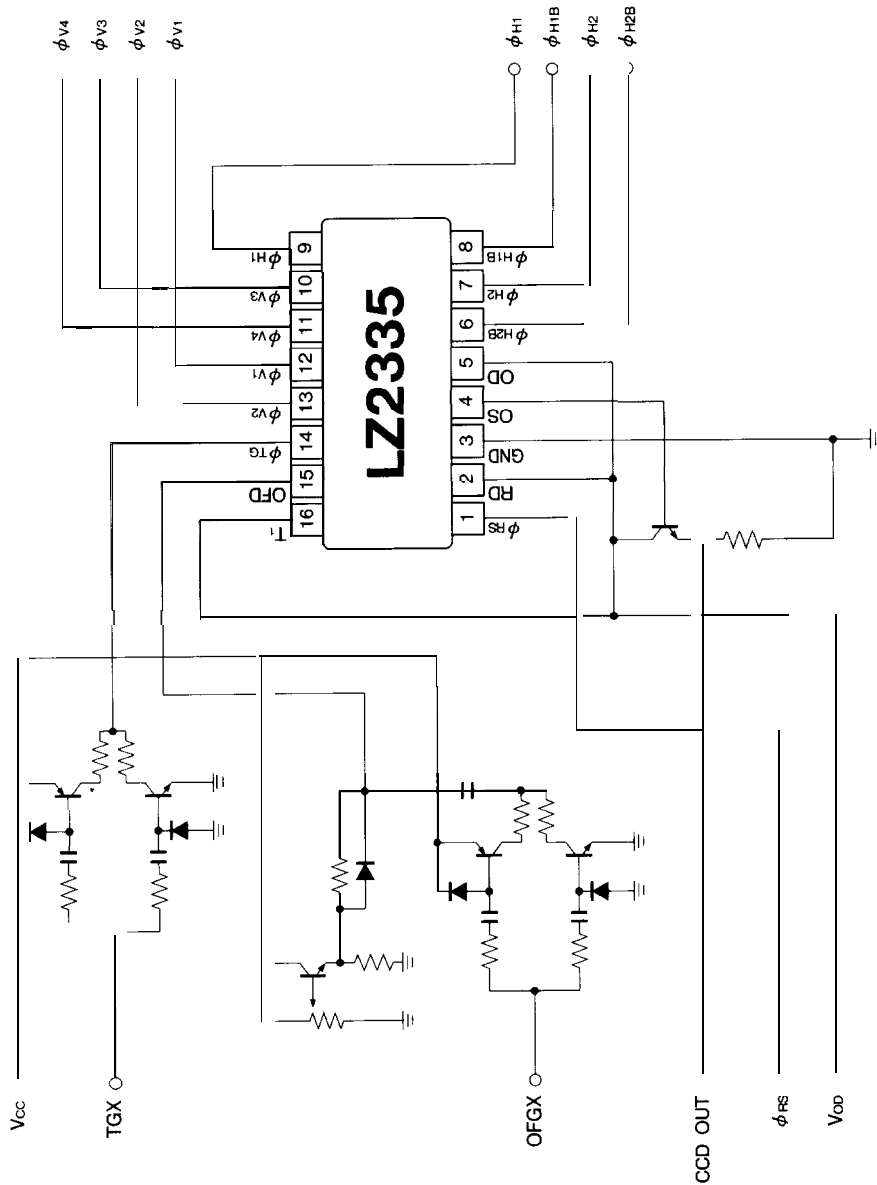 φV4
φV3
φV2
φV1
φH1
φH1B
φH2
φH2B
φH1
φV3
φV4
φV1
φV2
φTG
OFD
T1
9
10
11
12
13
14
15
16
LZ2335
8
7
6
5
4
3
2
1
φH1B
φH2
φH2B
OD
OS
GND
RD
φRS
VCC
TGX
OFGX
CCD OUT
φRS
VOD